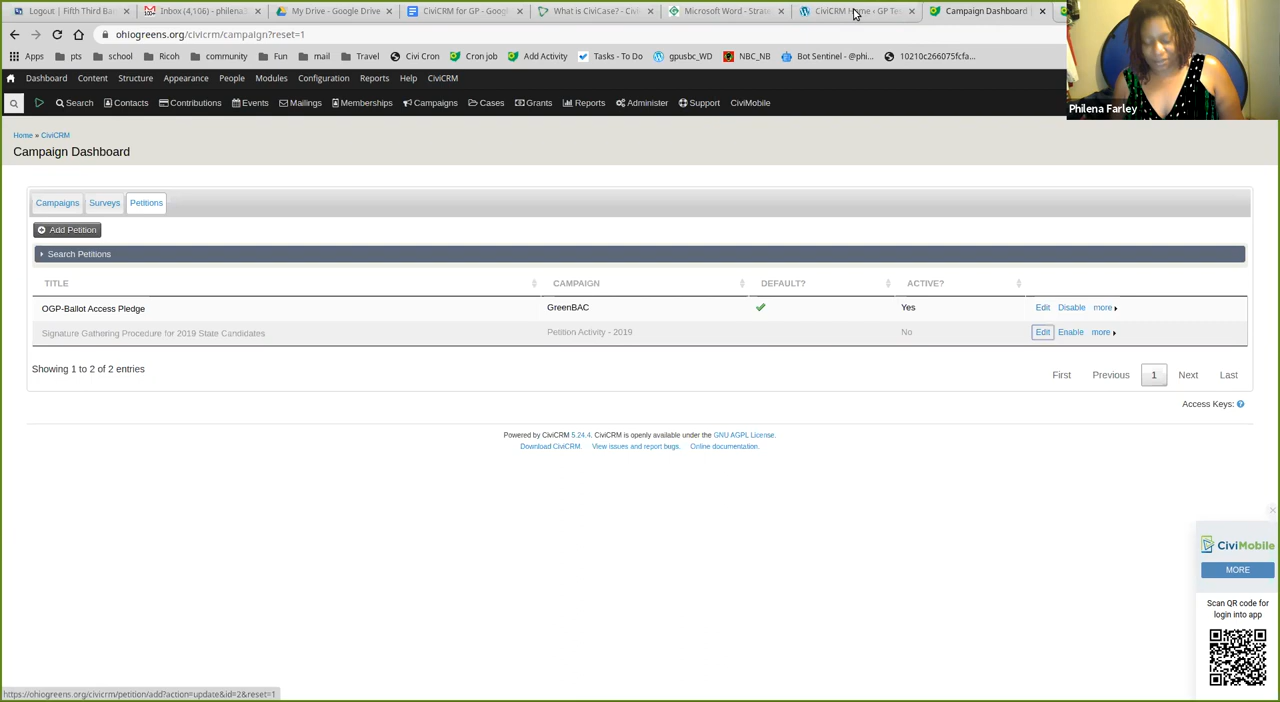 Logout | Fifth Third Ba
Inbox (4,106) - philena3
My Drive - Google Drive
CiviCRM for GP - Goog
What is CiviCase? - Civi
Microsoft Word - Strate
CiviCRM Home ‹ GP Tes
Campaign Dashboard
ohiogreens.org/civicrm/campaign?reset=1
Apps pts school Ricoh community Fun mail Travel Civi Cron Cron job Add Activity Tasks - To Do gpusbc_WD NBC_NB Bot Sentinel - @phi... 10210c266075fcfa...
Dashboard Content Structure Appearance People Modules Configuration Reports Help CiviCRM
Search Contacts Contributions Events Mailings Memberships Campaigns Cases Grants Reports Administer Support CiviMobile
Philena Farley
Home » CiviCRM
Campaign Dashboard
Campaigns Surveys Petitions
Add Petition
Search Petitions
TITLE CAMPAIGN DEFAULT? ACTIVE?
OGP-Ballot Access Pledge GreenBAC Yes Edit Disable more
Signature Gathering Procedure for 2019 State Candidates Petition Activity - 2019 No Edit Enable more
Showing 1 to 2 of 2 entries
First Previous 1 Next Last
Access Keys: ?
Powered by CiviCRM 5.24.4. CiviCRM is openly available under the GNU AGPL License.
Download CiviCRM. View issues and report bugs. Online documentation.
CiviMobile
MORE
Scan QR code for
login into app
https://ohiogreens.org/civicrm/petition/add?action=update&id=2&reset=1